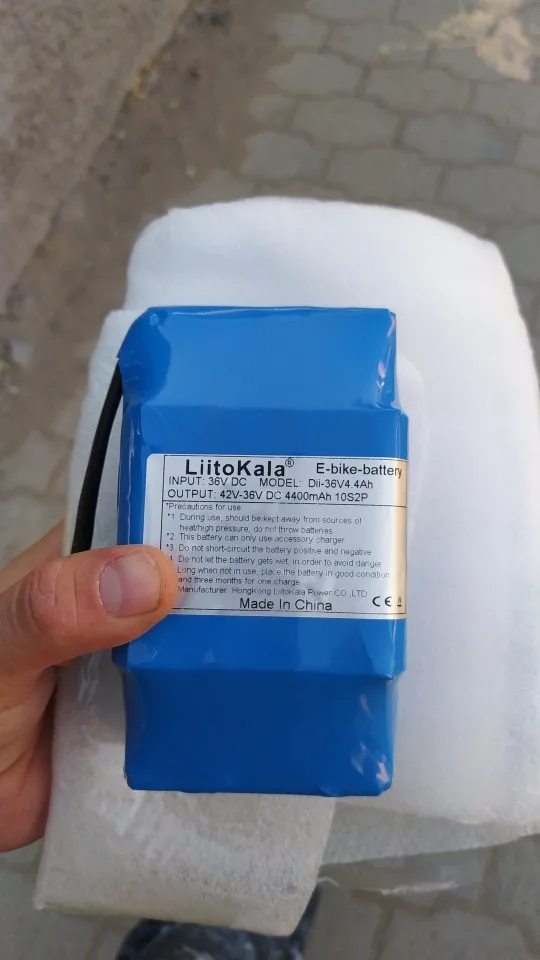 LiitoKala® E-bike-battery
INPUT: 36V DC MODEL: Dii-36V4.4Ah
OUTPUT: 42V-36V DC 4400mAh 10S2P
*Precautions for use
*1 During use, should be kept away from sources of
heat/high pressure, do not throw batteries
*2 This battery can only use accessory charger
*3 Do not short-circuit the battery positive and negative
4 Do not let the battery gets wet, in order to avoid danger
Long when not in use, place the battery in good condition
and three months for one charge
Manufacturer: HongKong LiitoKala Power CO.,LTD
Made In China CE